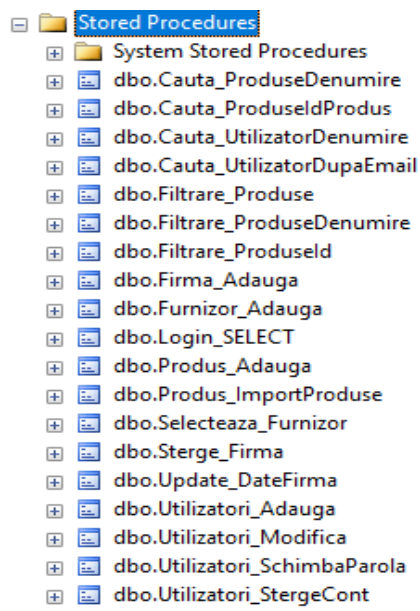 Stored Procedures
System Stored Procedures
dbo.Cauta_ProduseDenumire
dbo.Cauta_ProduseIdProdus
dbo.Cauta_UtilizatorDenumire
dbo.Cauta_UtilizatorDupaEmail
dbo.Filtrare_Produse
dbo.Filtrare_ProduseDenumire
dbo.Filtrare_ProduseId
dbo.Firma_Adauga
dbo.Furnizor_Adauga
dbo.Login_SELECT
dbo.Produs_Adauga
dbo.Produs_ImportProduse
dbo.Selecteaza_Furnizor
dbo.Sterge_Firma
dbo.Update_DateFirma
dbo.Utilizatori_Adauga
dbo.Utilizatori_Modifica
dbo.Utilizatori_SchimbaParola
dbo.Utilizatori_StergeCont